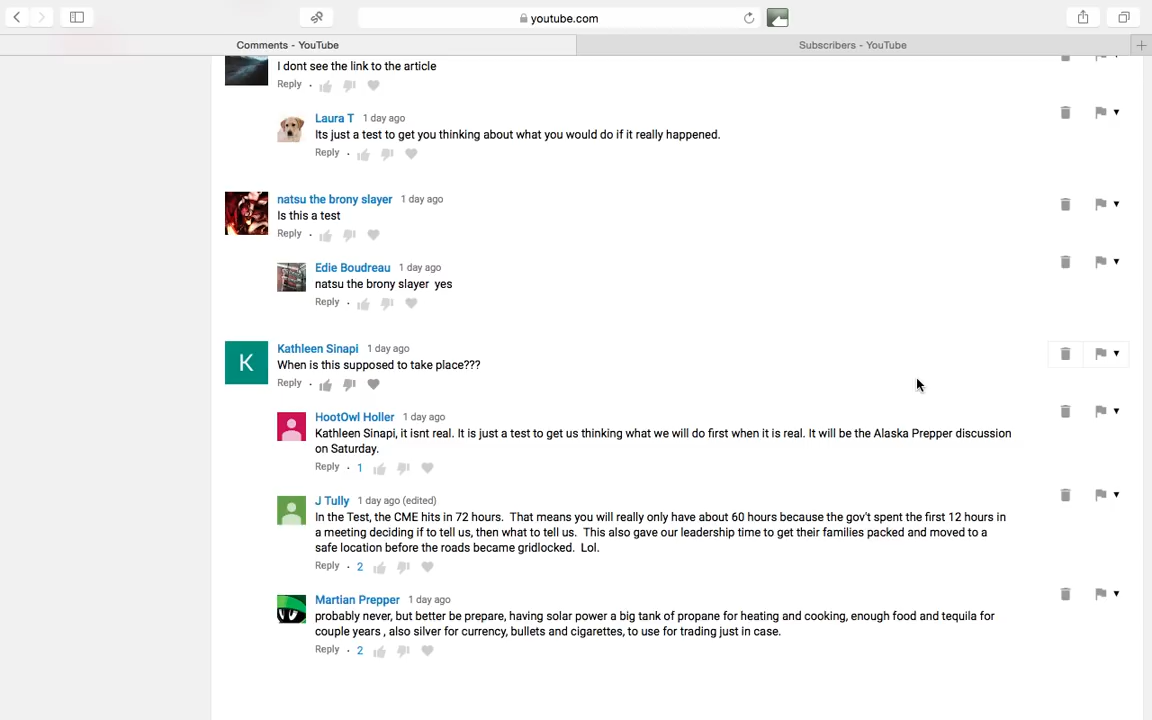 youtube.com
Comments - YouTube
Subscribers - YouTube
I dont see the link to the article
Reply .
Laura T 1 day ago
Its just a test to get you thinking about what you would do if it really happened.
Reply .
natsu the brony slayer 1 day ago
Is this a test
Reply .
Edie Boudreau 1 day ago
natsu the brony slayer yes
Reply .
K
Kathleen Sinapi 1 day ago
When is this supposed to take place???
Reply .
HootOwl Holler 1 day ago
Kathleen Sinapi, it isnt real. It is just a test to get us thinking what we will do first when it is real. It will be the Alaska Prepper discussion
on Saturday.
Reply . 1
J Tully 1 day ago (edited)
In the Test, the CME hits in 72 hours. That means you will really only have about 60 hours because the gov't spent the first 12 hours in
a meeting deciding if to tell us, then what to tell us. This also gave our leadership time to get their families packed and moved to a
safe location before the roads became gridlocked. Lol.
Reply . 2
Martian Prepper 1 day ago
probably never, but better be prepare, having solar power a big tank of propane for heating and cooking, enough food and tequila for
couple years , also silver for currency, bullets and cigarettes, to use for trading just in case.
Reply . 2